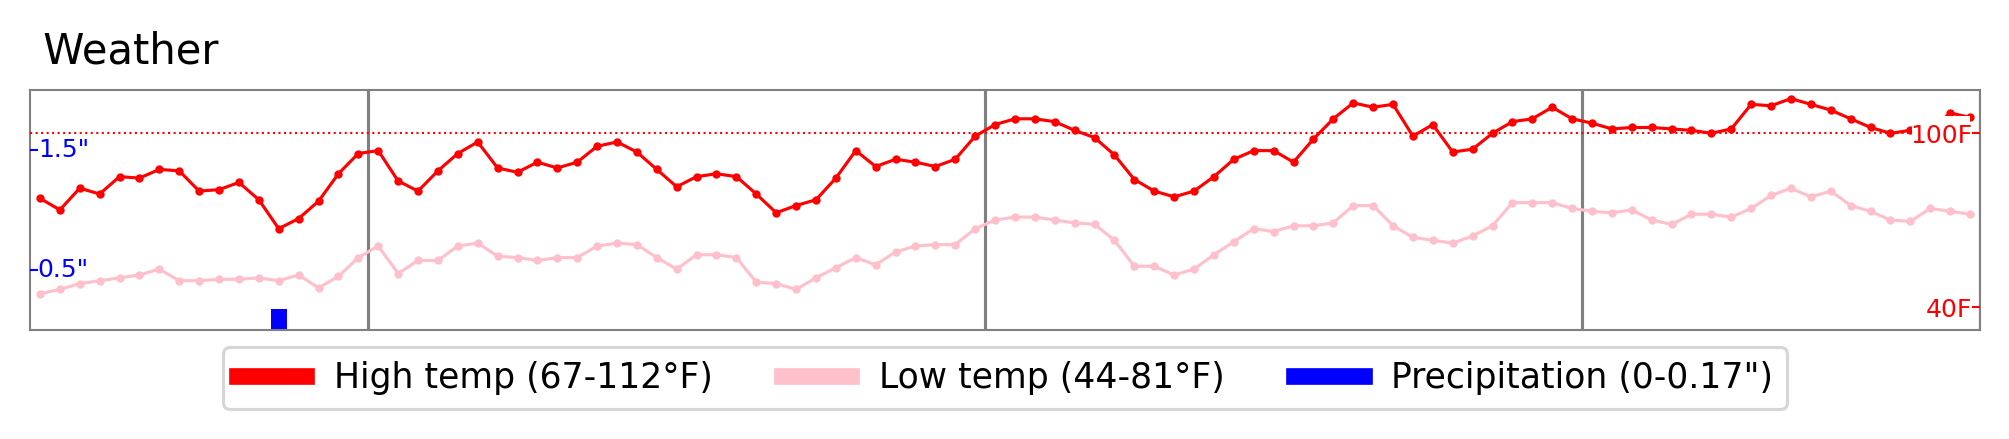 Weather
1.5"
100F
0.5"
40F
High temp (67-112°F) Low temp (44-81°F) Precipitation (0-0.17")